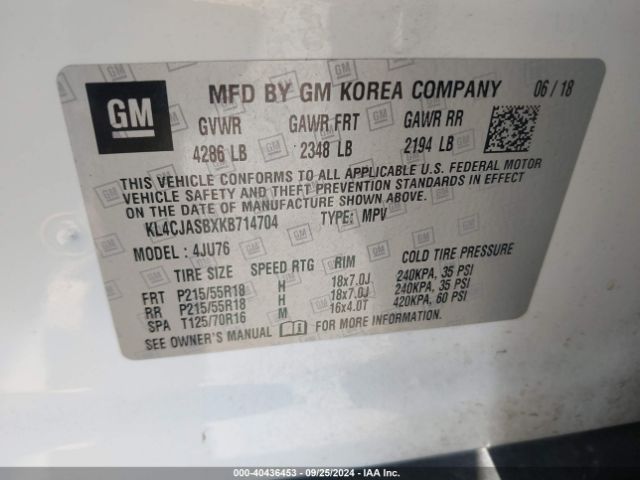 GM
MFD BY GM KOREA COMPANY 06 / 18
GVWR GAWR FRT GAWR RR
4286 LB 2348 LB 2194 LB
THIS VEHICLE CONFORMS TO ALL APPLICABLE U.S. FEDERAL MOTOR
VEHICLE SAFETY AND THEFT PREVENTION STANDARDS IN EFFECT
ON THE DATE OF MANUFACTURE SHOWN ABOVE.
KL4CJASBXKB714704 TYPE: MPV
MODEL : 4JU76
TIRE SIZE SPEED RTG RIM COLD TIRE PRESSURE
FRT P215/55R18 H 18x7.0J 240KPA, 35 PSI
RR P215/55R18 H 18x7.0J 240KPA, 35 PSI
SPA T125/70R16 M 16x4.0T 420KPA, 60 PSI
SEE OWNER'S MANUAL FOR MORE INFORMATION.
000-40436453 - 09/25/2024 - IAA Inc.